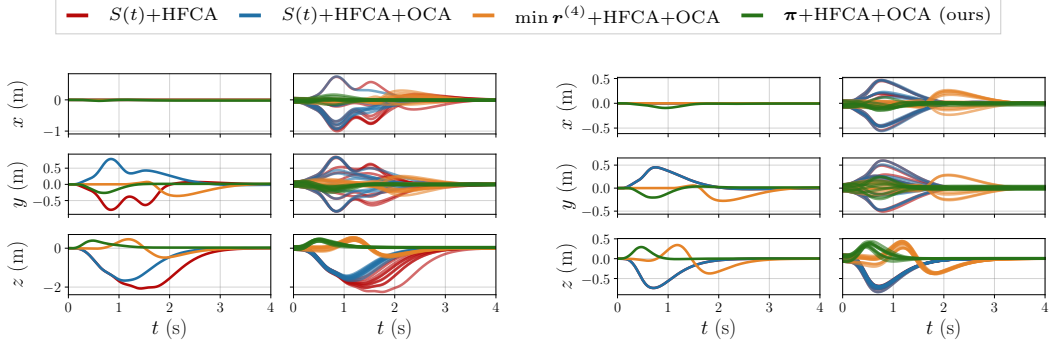 S(t)+HFCA S(t)+HFCA+OCA min r^(4)+HFCA+OCA π+HFCA+OCA (ours)
x (m) 0 −1 x (m) 0.5 0.0 −0.5
y (m) 0.5 0.0 −0.5 y (m) 0.5 0.0 −0.5
z (m) 0 −2 z (m) 0.5 0.0 −0.5
0 1 2 3 4 0 1 2 3 4 0 1 2 3 4 0 1 2 3 4
t (s) t (s) t (s) t (s)